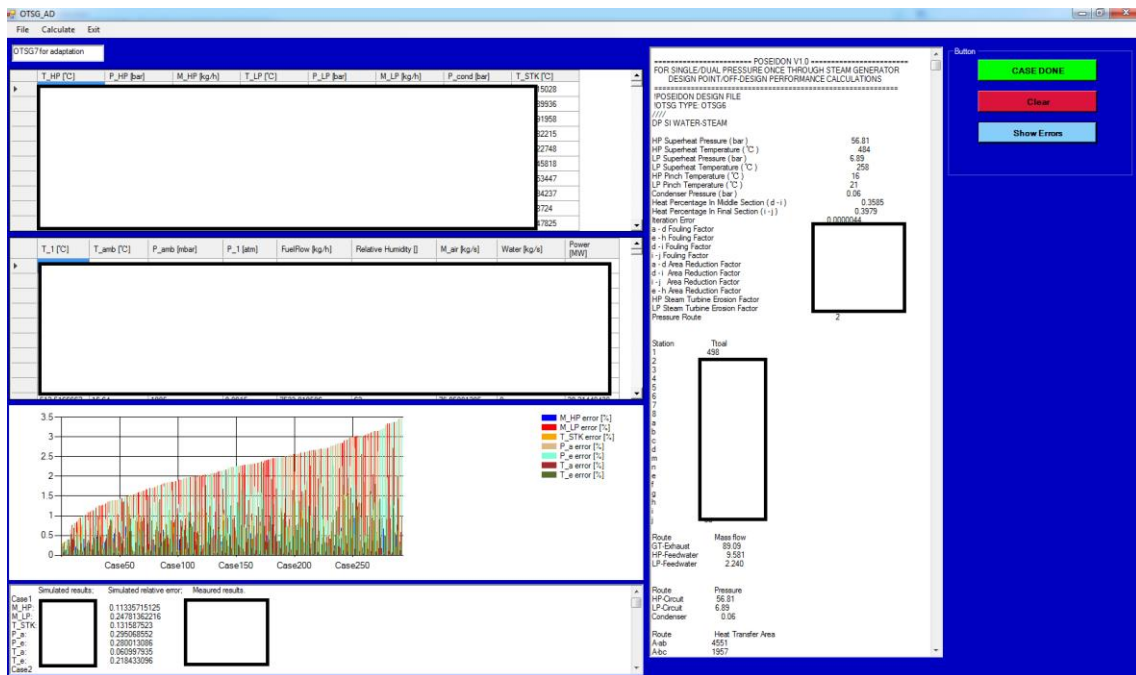 OTSG_AD
File Calculate Exit
OTSG7 for adaptation
T_HP [℃] P_HP [bar] M_HP [kg/h] T_LP [℃] P_LP [bar] M_LP [kg/h] P_cond [bar] T_STK [℃]
15028
89936
91958
22748
53447
84237
8724
47825
T_1 [℃] T_amb [℃] P_amb [mbar] P_1 [atm] FuelFlow [kg/h] Relative Humidity [] M_air [kg/s] Water [kg/s] Power [MW]
3.5
3
2.5
2
1.5
1
0.5
0
Case50 Case100 Case150 Case200 Case250
M_HP error [%]
M_LP error [%]
T_STK error [%]
P_a error [%]
P_e error [%]
T_a error [%]
T_e error [%]
Simulated results; Simulated relative error; Meaured results.
Case1
M_HP: 0.11335715125
M_LP: 0.24781362216
T_STK: 0.131587523
P_a: 0.295068552
P_e: 0.280013086
T_a: 0.060997935
T_e: 0.218433096
Case2
========================= POSEIDON V1.0 =========================
FOR SINGLE/DUAL PRESSURE ONCE THROUGH STEAM GENERATOR
DESIGN POINT/OFF-DESIGN PERFORMANCE CALCULATIONS
!POSEIDON DESIGN FILE
!OTSG TYPE: OTSG6
////
DP SI WATER-STEAM
HP Superheat Pressure ( bar ) 56.81
HP Superheat Temperature ( ℃ ) 484
LP Superheat Pressure ( bar ) 6.89
LP Superheat Temperature ( ℃ ) 258
HP Pinch Temperature ( ℃ ) 16
LP Pinch Temperature ( ℃ ) 21
Condenser Pressure ( bar ) 0.06
Heat Percentage In Middle Section ( d - i ) 0.3585
Heat Percentage In Final Section ( i - j ) 0.3979
Iteration Error 0.0000044
a - d Fouling Factor
e - h Fouling Factor
d - i Fouling Factor
i - j Fouling Factor
a - d Area Reduction Factor
d - i Area Reduction Factor
i - j Area Reduction Factor
e - h Area Reduction Factor
HP Steam Turbine Erosion Factor
LP Steam Turbine Erosion Factor
Pressure Route 2
Station Ttoal
1 498
2
3
4
5
6
7
8
a
b
c
d
m
n
e
f
g
h
i
j
Route Mass flow
GT-Exhaust 89.09
HP-Feedwater 9.581
LP-Feedwater 2.240
Route Pressure
HP-Circuit 56.81
LP-Circuit 6.89
Condenser 0.06
Route Heat Transfer Area
A-ab 4551
A-bc 1957
Button
CASE DONE
Clear
Show Errors